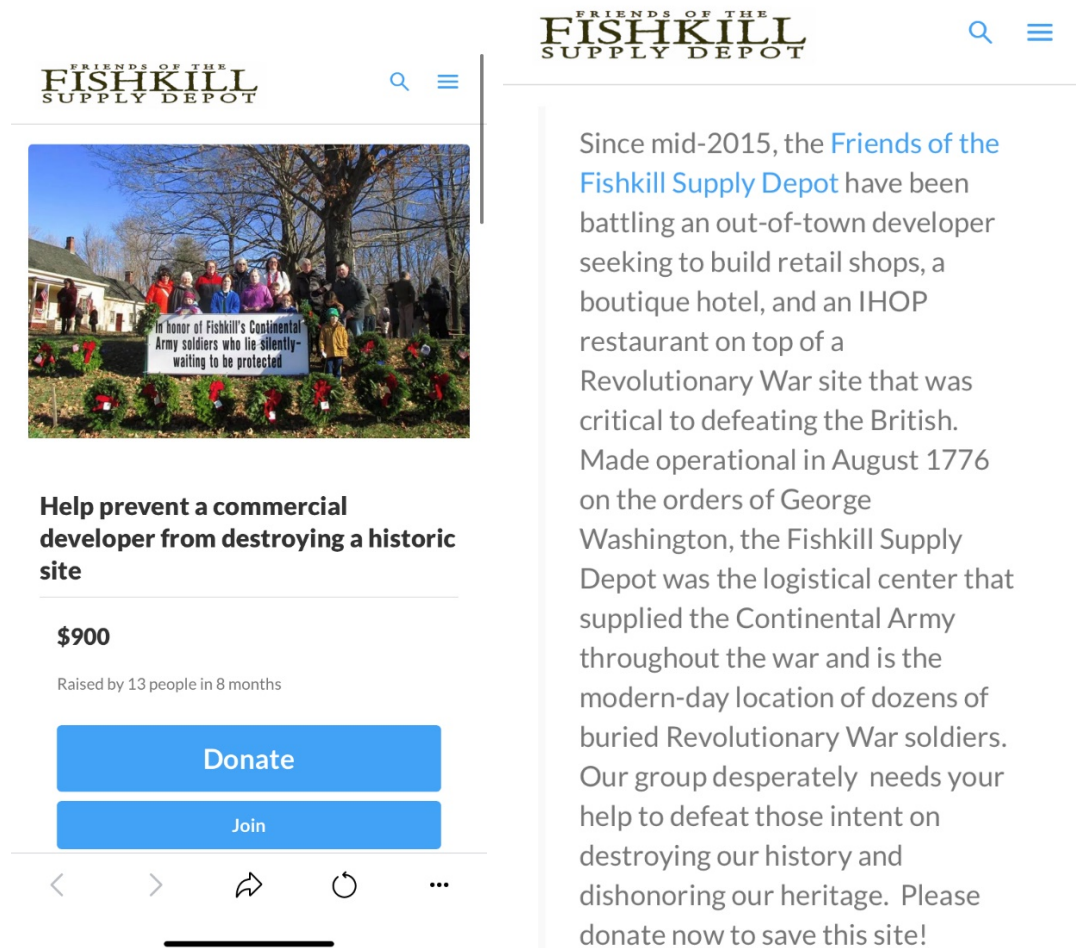 FRIENDS OF THE
FISHKILL
SUPPLY DEPOT
In honor of Fishkill's Continental
Army soldiers who lie silently-
waiting to be protected
Help prevent a commercial
developer from destroying a historic
site
$900
Raised by 13 people in 8 months
Donate
Join
FRIENDS OF THE
FISHKILL
SUPPLY DEPOT
Since mid-2015, the Friends of the
Fishkill Supply Depot have been
battling an out-of-town developer
seeking to build retail shops, a
boutique hotel, and an IHOP
restaurant on top of a
Revolutionary War site that was
critical to defeating the British.
Made operational in August 1776
on the orders of George
Washington, the Fishkill Supply
Depot was the logistical center that
supplied the Continental Army
throughout the war and is the
modern-day location of dozens of
buried Revolutionary War soldiers.
Our group desperately  needs your
help to defeat those intent on
destroying our history and
dishonoring our heritage.  Please
donate now to save this site!